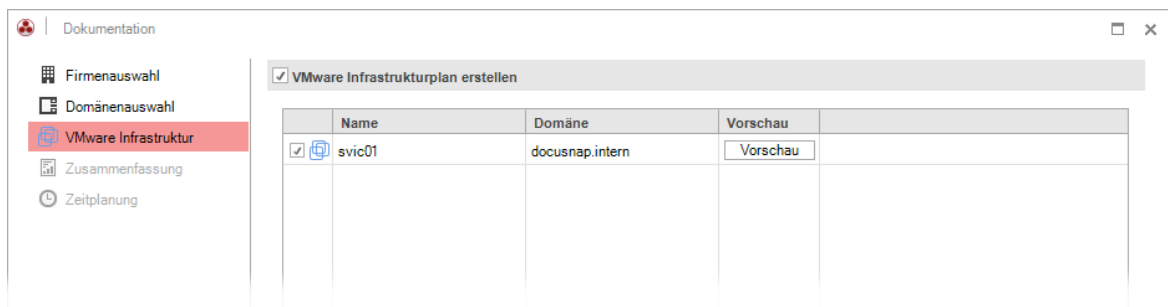 Dokumentation
Firmenauswahl
Domänenauswahl
VMware Infrastruktur
Zusammenfassung
Zeitplanung
VMware Infrastrukturplan erstellen
Name Domäne Vorschau
svic01 docusnap.intern Vorschau